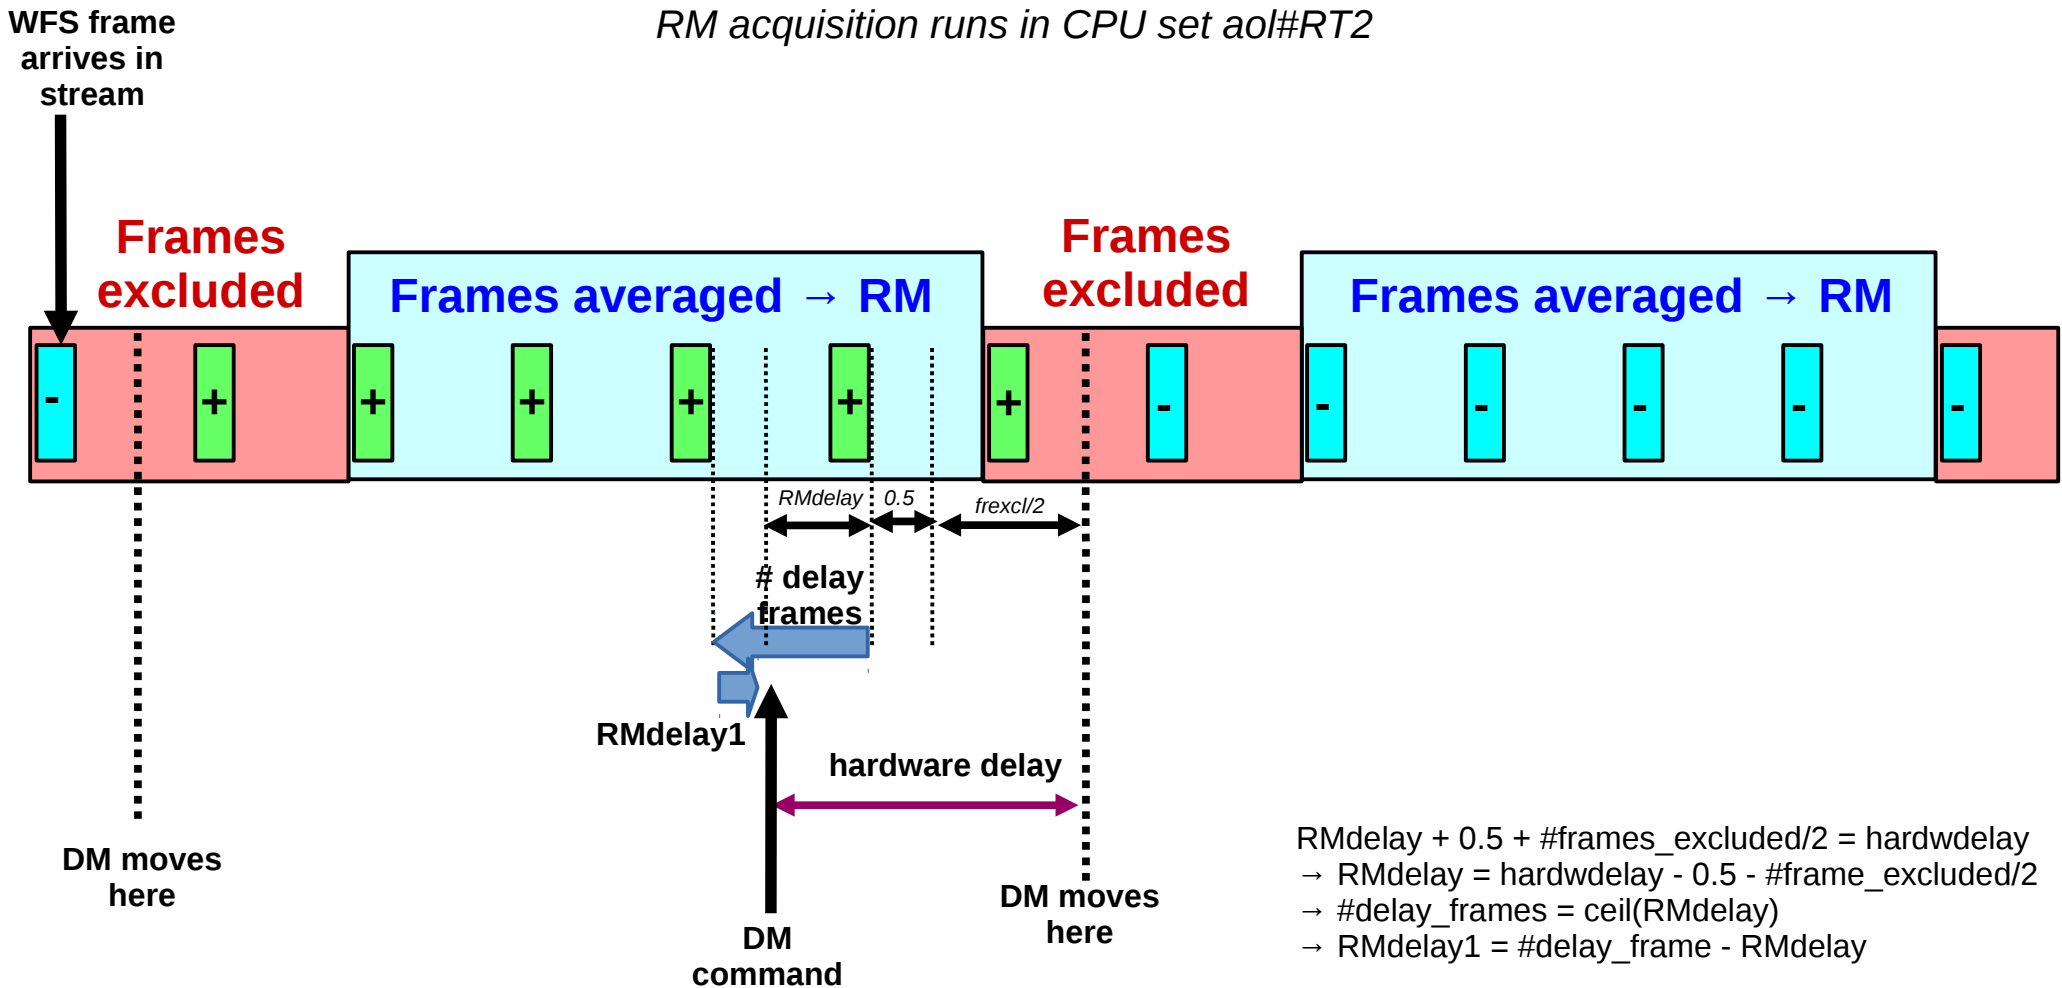 RM acquisition runs in CPU set aol#RT2
WFS frame
arrives in
stream
Frames
excluded
Frames averaged → RM
Frames
excluded
Frames averaged → RM
- + + + + + + - - - - - -
RMdelay 0.5 frexcl/2
# delay
frames
RMdelay1
hardware delay
DM moves
here
DM
command
DM moves
here
RMdelay + 0.5 + #frames_excluded/2 = hardwdelay
→ RMdelay = hardwdelay - 0.5 - #frame_excluded/2
→ #delay_frames = ceil(RMdelay)
→ RMdelay1 = #delay_frame - RMdelay